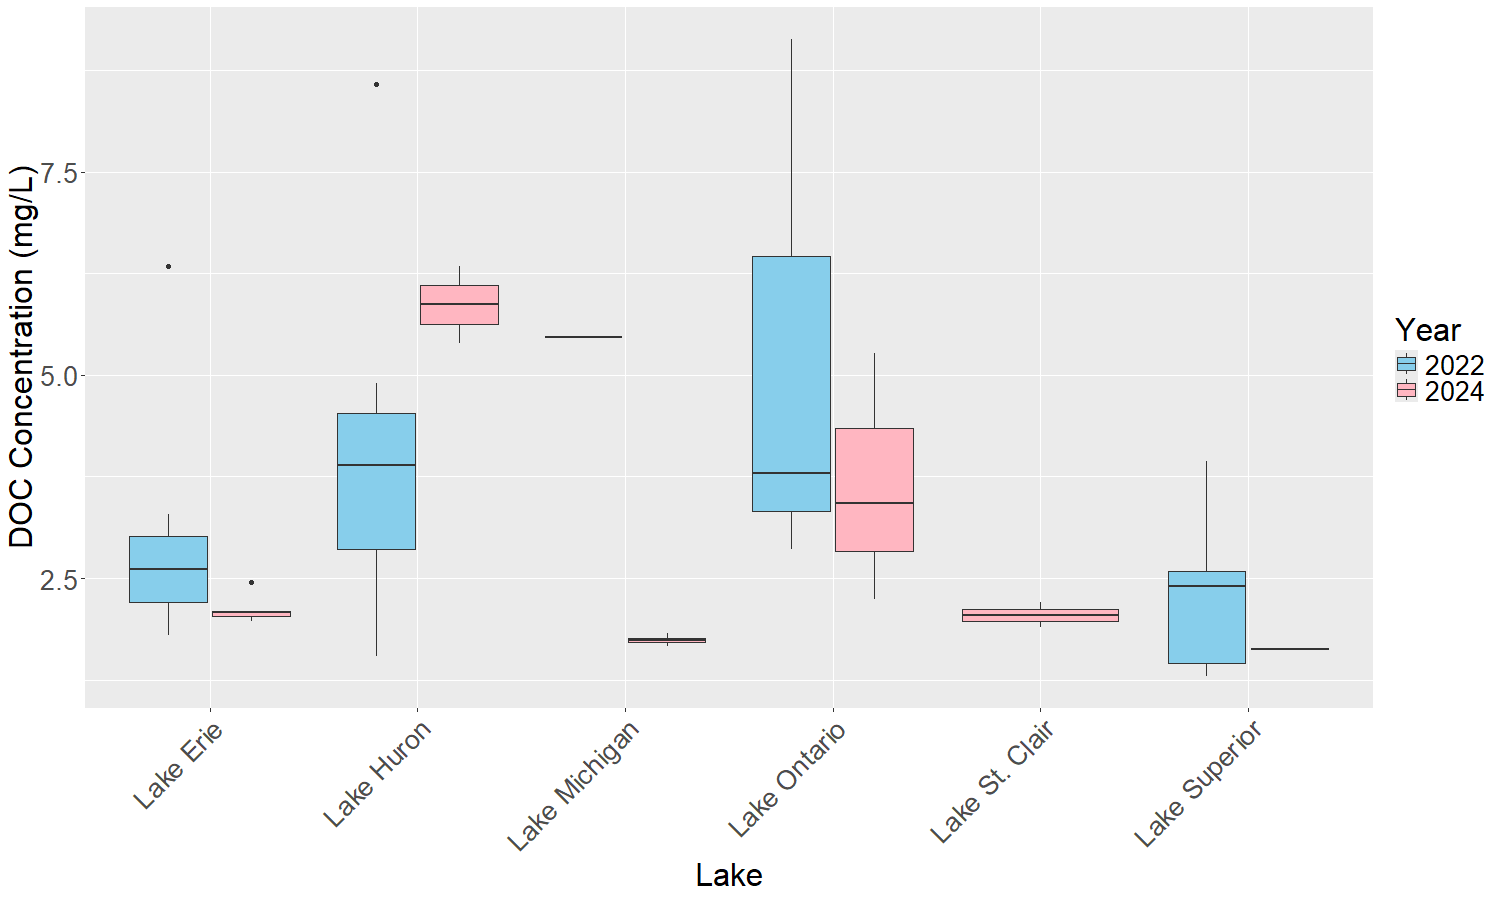 DOC Concentration (mg/L)
7.5
5.0
2.5
Lake Erie
Lake Huron
Lake Michigan
Lake Ontario
Lake St. Clair
Lake Superior
Lake
Year
2022
2024